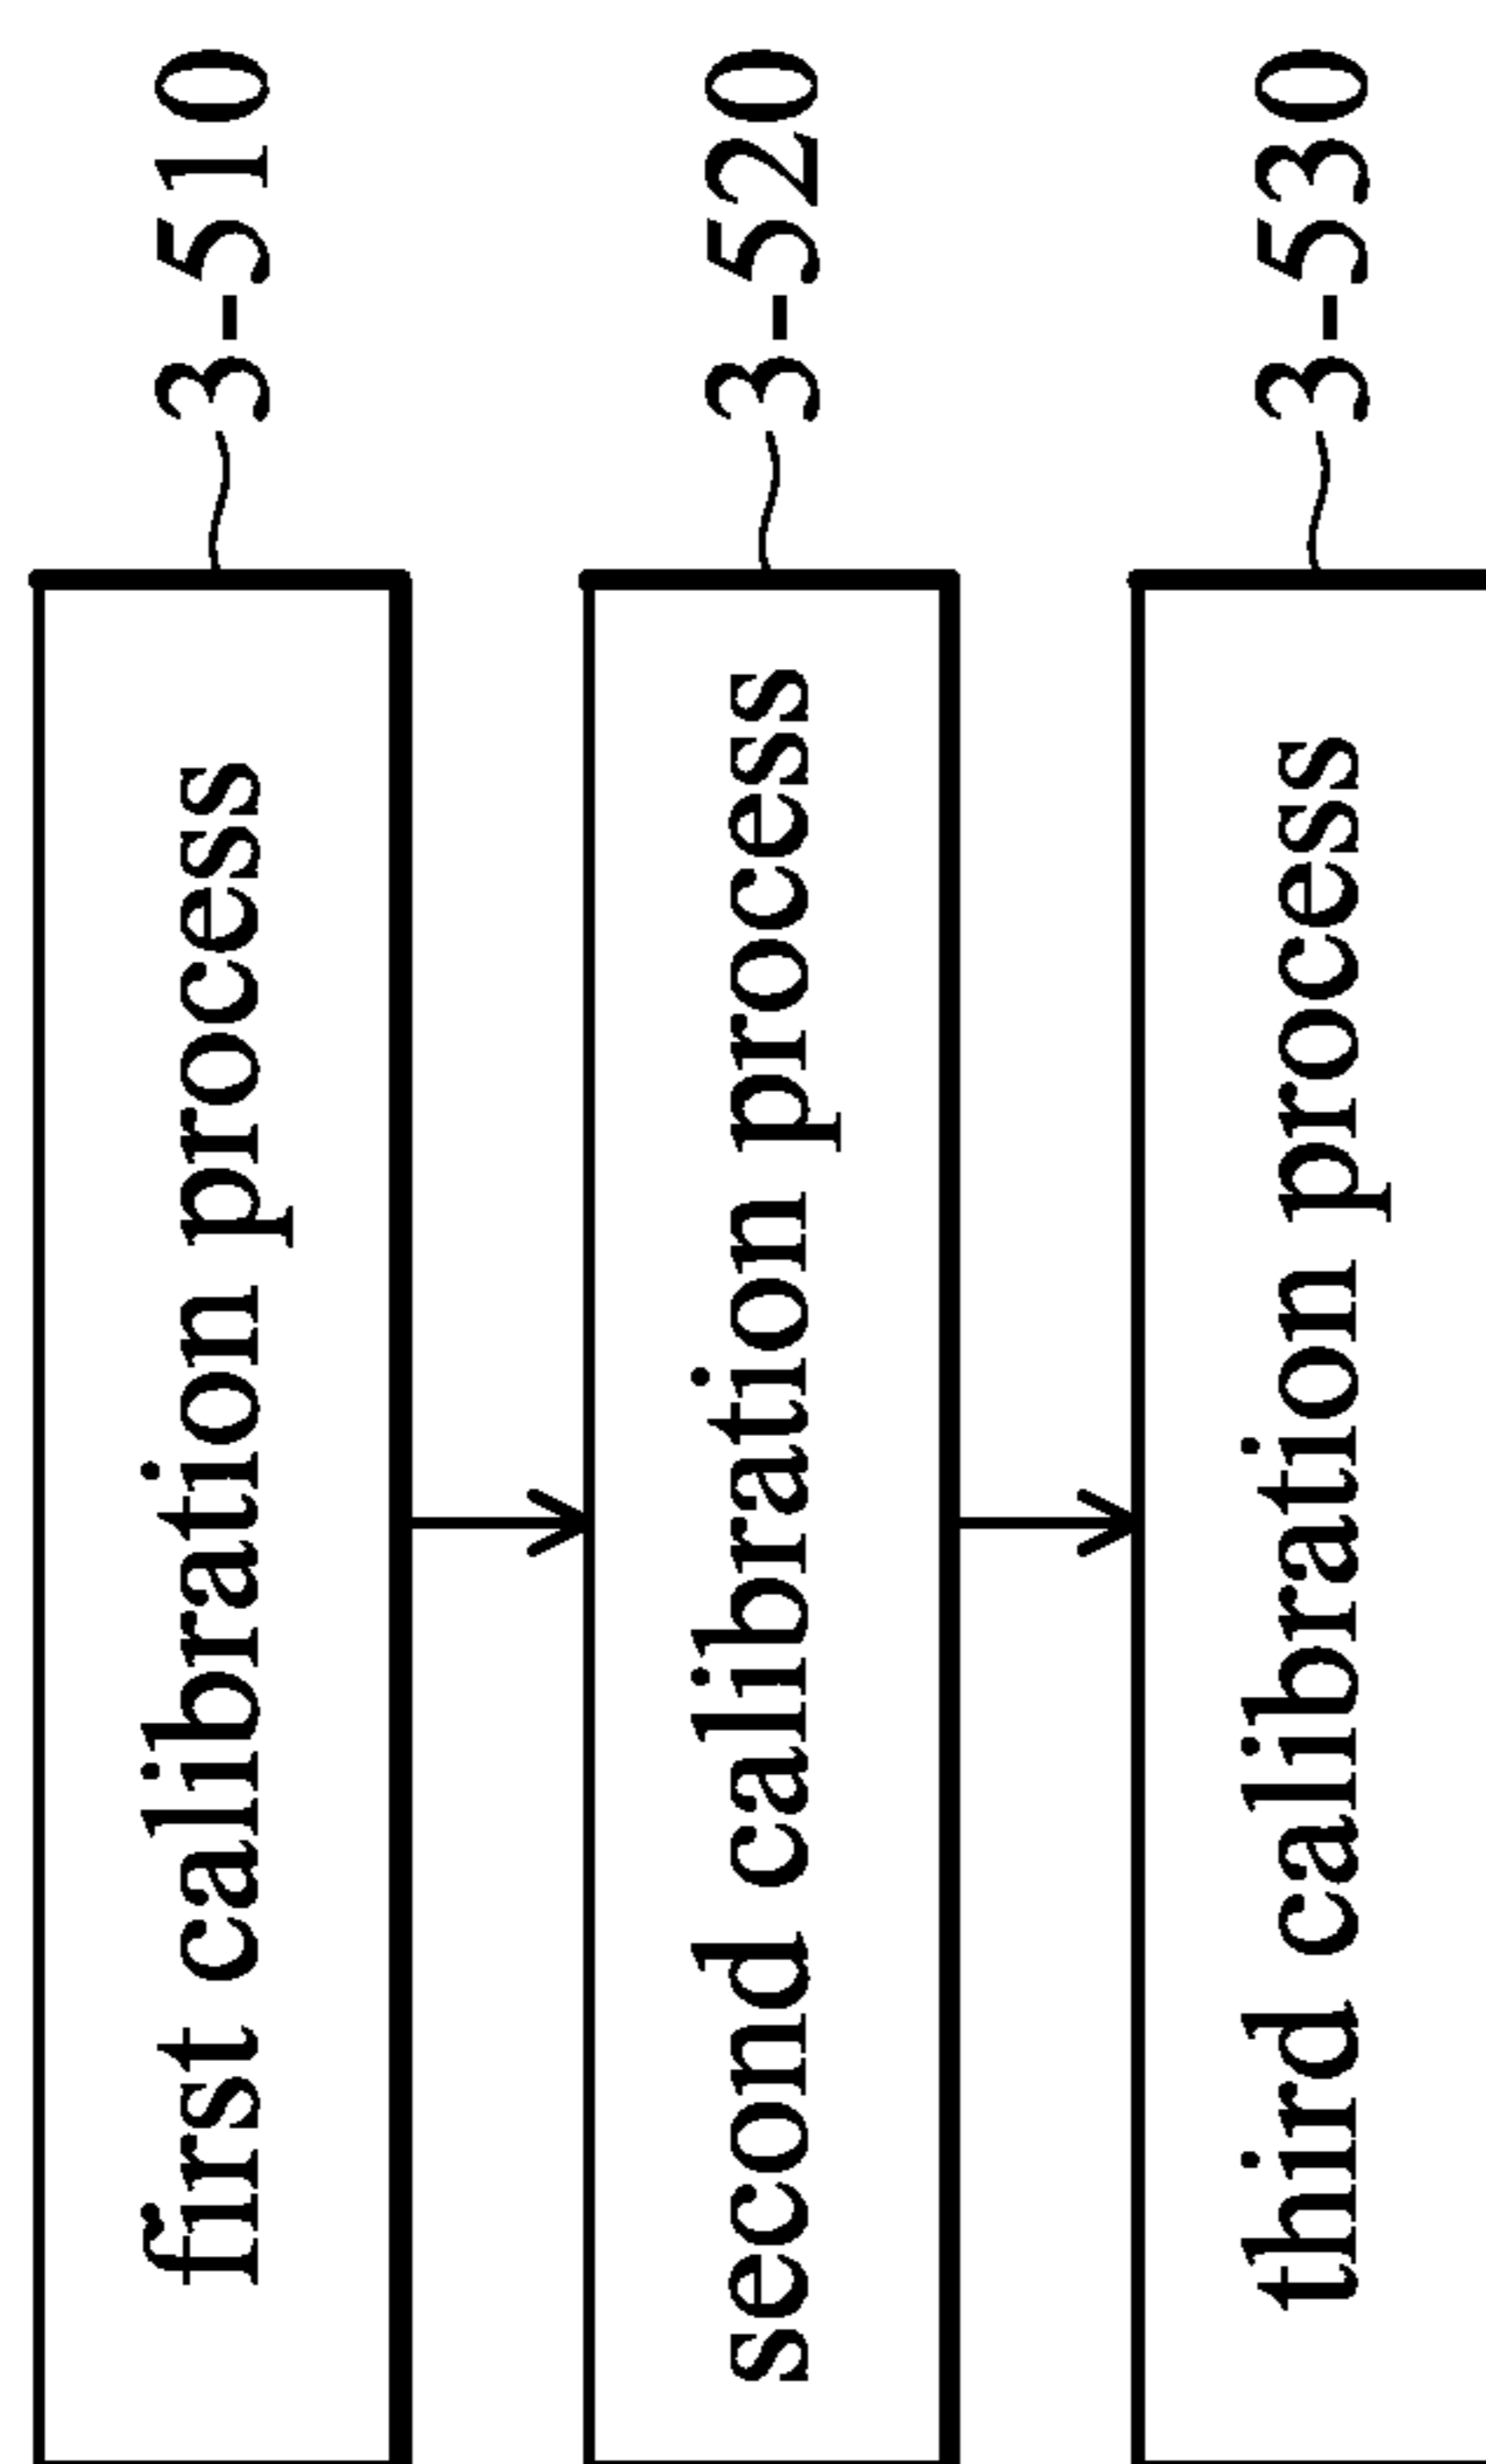 first calibration process
3-510
second calibration process
3-520
third calibration process
3-530